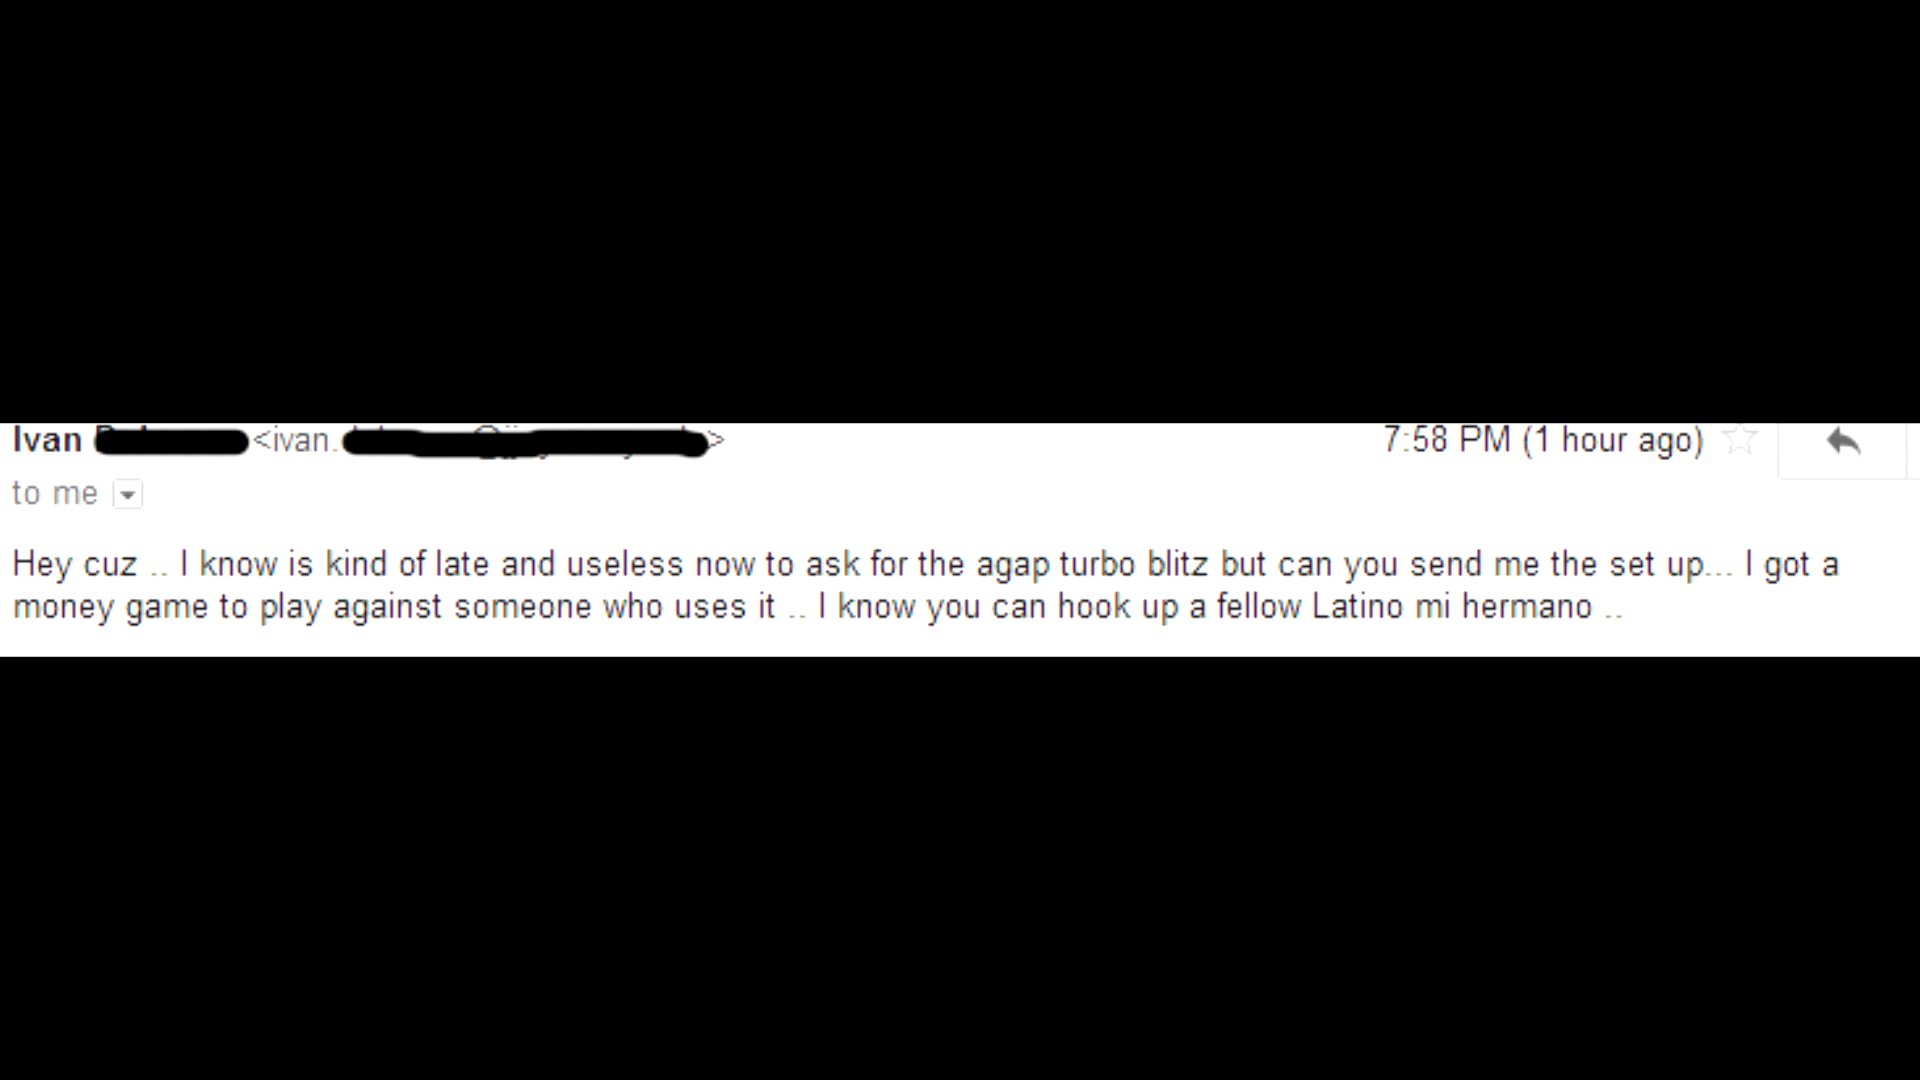 Ivan <ivan. > 7:58 PM (1 hour ago)
to me
Hey cuz .. I know is kind of late and useless now to ask for the agap turbo blitz but can you send me the set up... I got a
money game to play against someone who uses it .. I know you can hook up a fellow Latino mi hermano ..